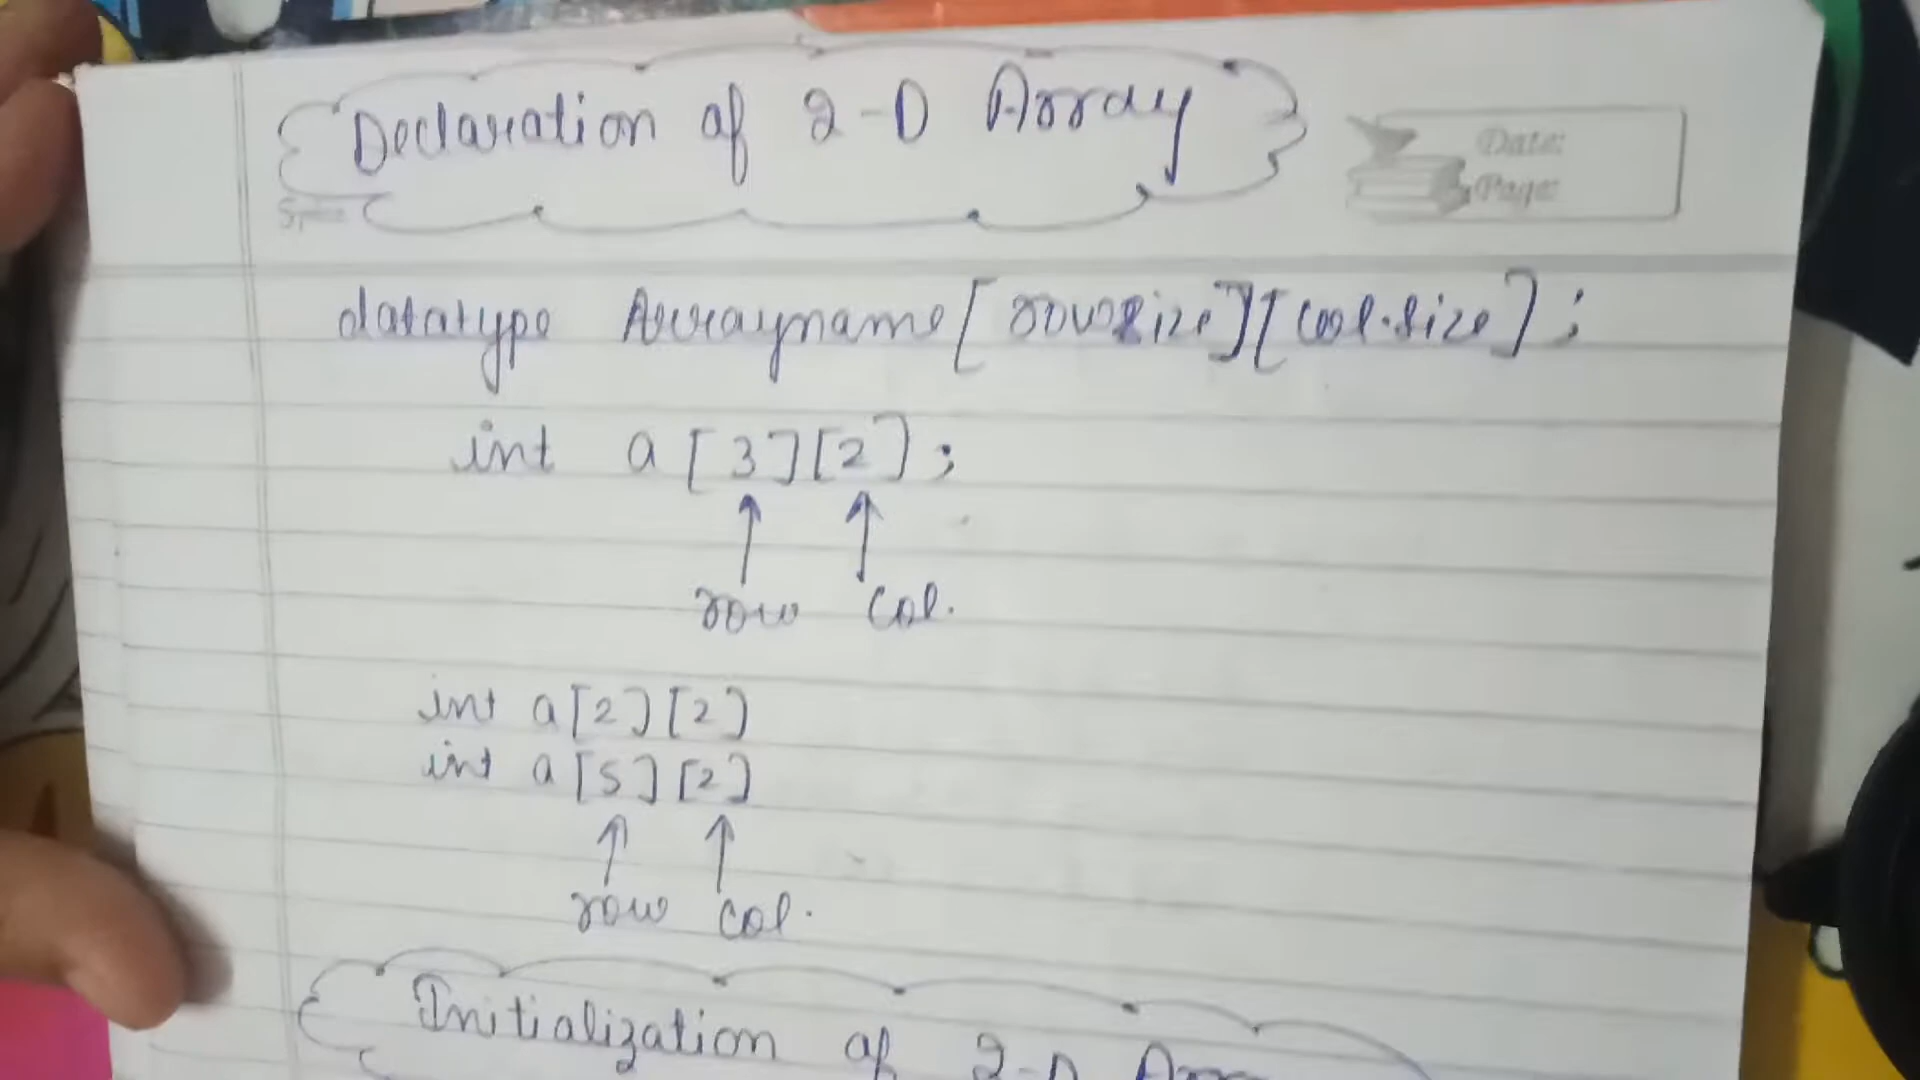 Declaration of 2-D Array
Date:
Page:
datatype Arrayname[rowsize][col.size];
int a[3][2];
row col.
int a[2][2]
int a[5][2]
row col.
Initialization of 2-D